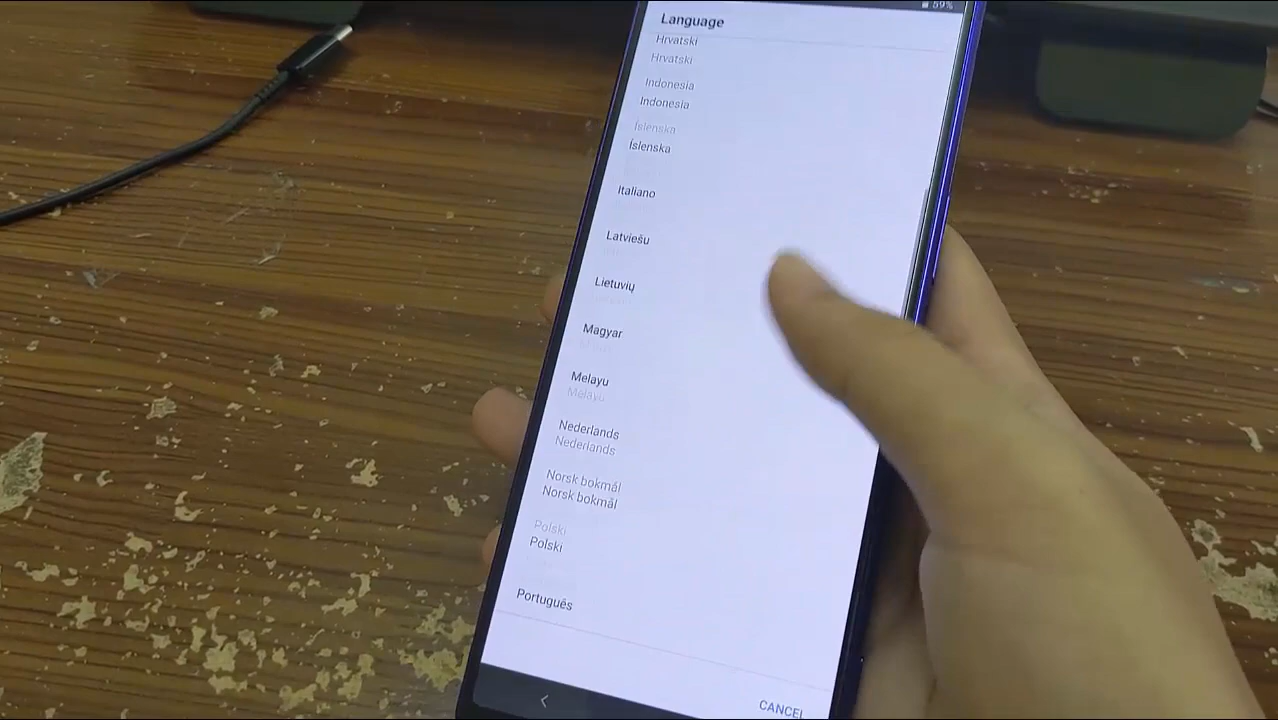 59%
Language
Hrvatski
Hrvatski
Indonesia
Indonesia
Íslenska
Íslenska
Italiano
Latviešu
Lietuvių
Magyar
Melayu
Melayu
Nederlands
Nederlands
Norsk bokmål
Norsk bokmål
Polski
Polski
Português
CANCEL